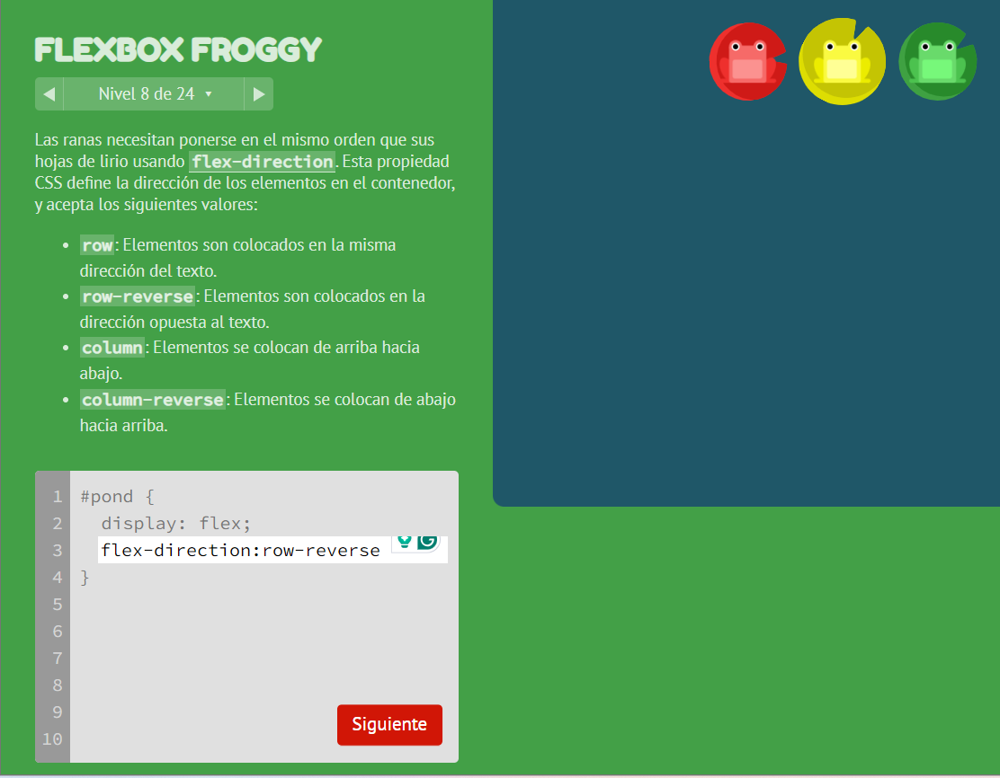 FLEXBOX FROGGY
Nivel 8 de 24
Las ranas necesitan ponerse en el mismo orden que sus
hojas de lirio usando flex-direction. Esta propiedad
CSS define la dirección de los elementos en el contenedor,
y acepta los siguientes valores:
• row: Elementos son colocados en la misma
dirección del texto.
• row-reverse: Elementos son colocados en la
dirección opuesta al texto.
• column: Elementos se colocan de arriba hacia
abajo.
• column-reverse: Elementos se colocan de abajo
hacia arriba.
1 #pond {
2 display: flex;
3 flex-direction:row-reverse
4 }
5
6
7
8
9
10
Siguiente